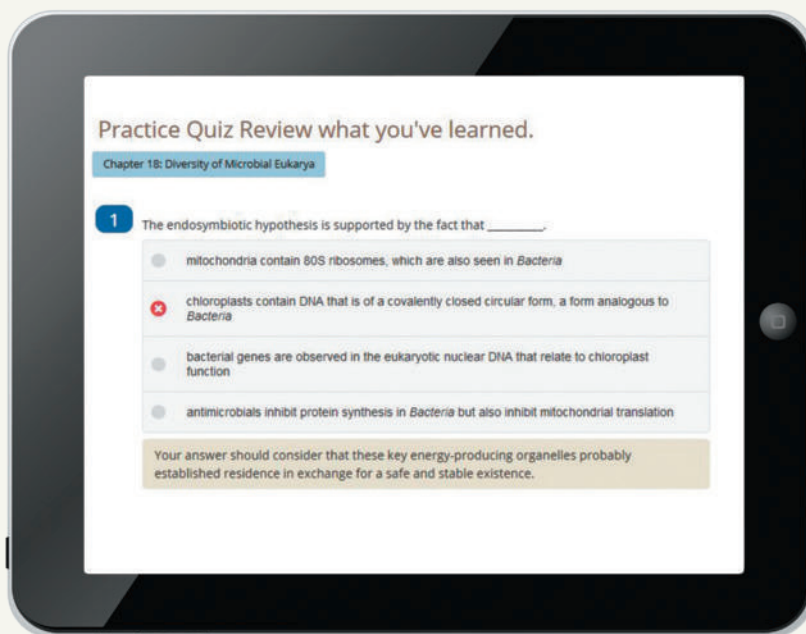 Practice Quiz Review what you've learned.
Chapter 18: Diversity of Microbial Eukarya
1
The endosymbiotic hypothesis is supported by the fact that ________.
mitochondria contain 80S ribosomes, which are also seen in Bacteria
chloroplasts contain DNA that is of a covalently closed circular form, a form analogous to
Bacteria
bacterial genes are observed in the eukaryotic nuclear DNA that relate to chloroplast
function
antimicrobials inhibit protein synthesis in Bacteria but also inhibit mitochondrial translation
Your answer should consider that these key energy-producing organelles probably
established residence in exchange for a safe and stable existence.